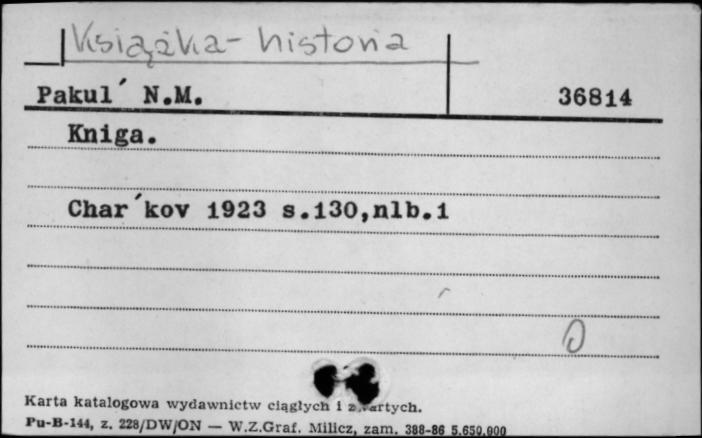 Książka - historia
Pakul´ N.M. 36814
Kniga.
Char´kov 1923 s.130,nlb.1
Karta katalogowa wydawnictw ciągłych i zwartych.
Pu-B-144, z. 228/DW/ON — W.Z.Graf. Milicz, zam. 388-86 5.650.000